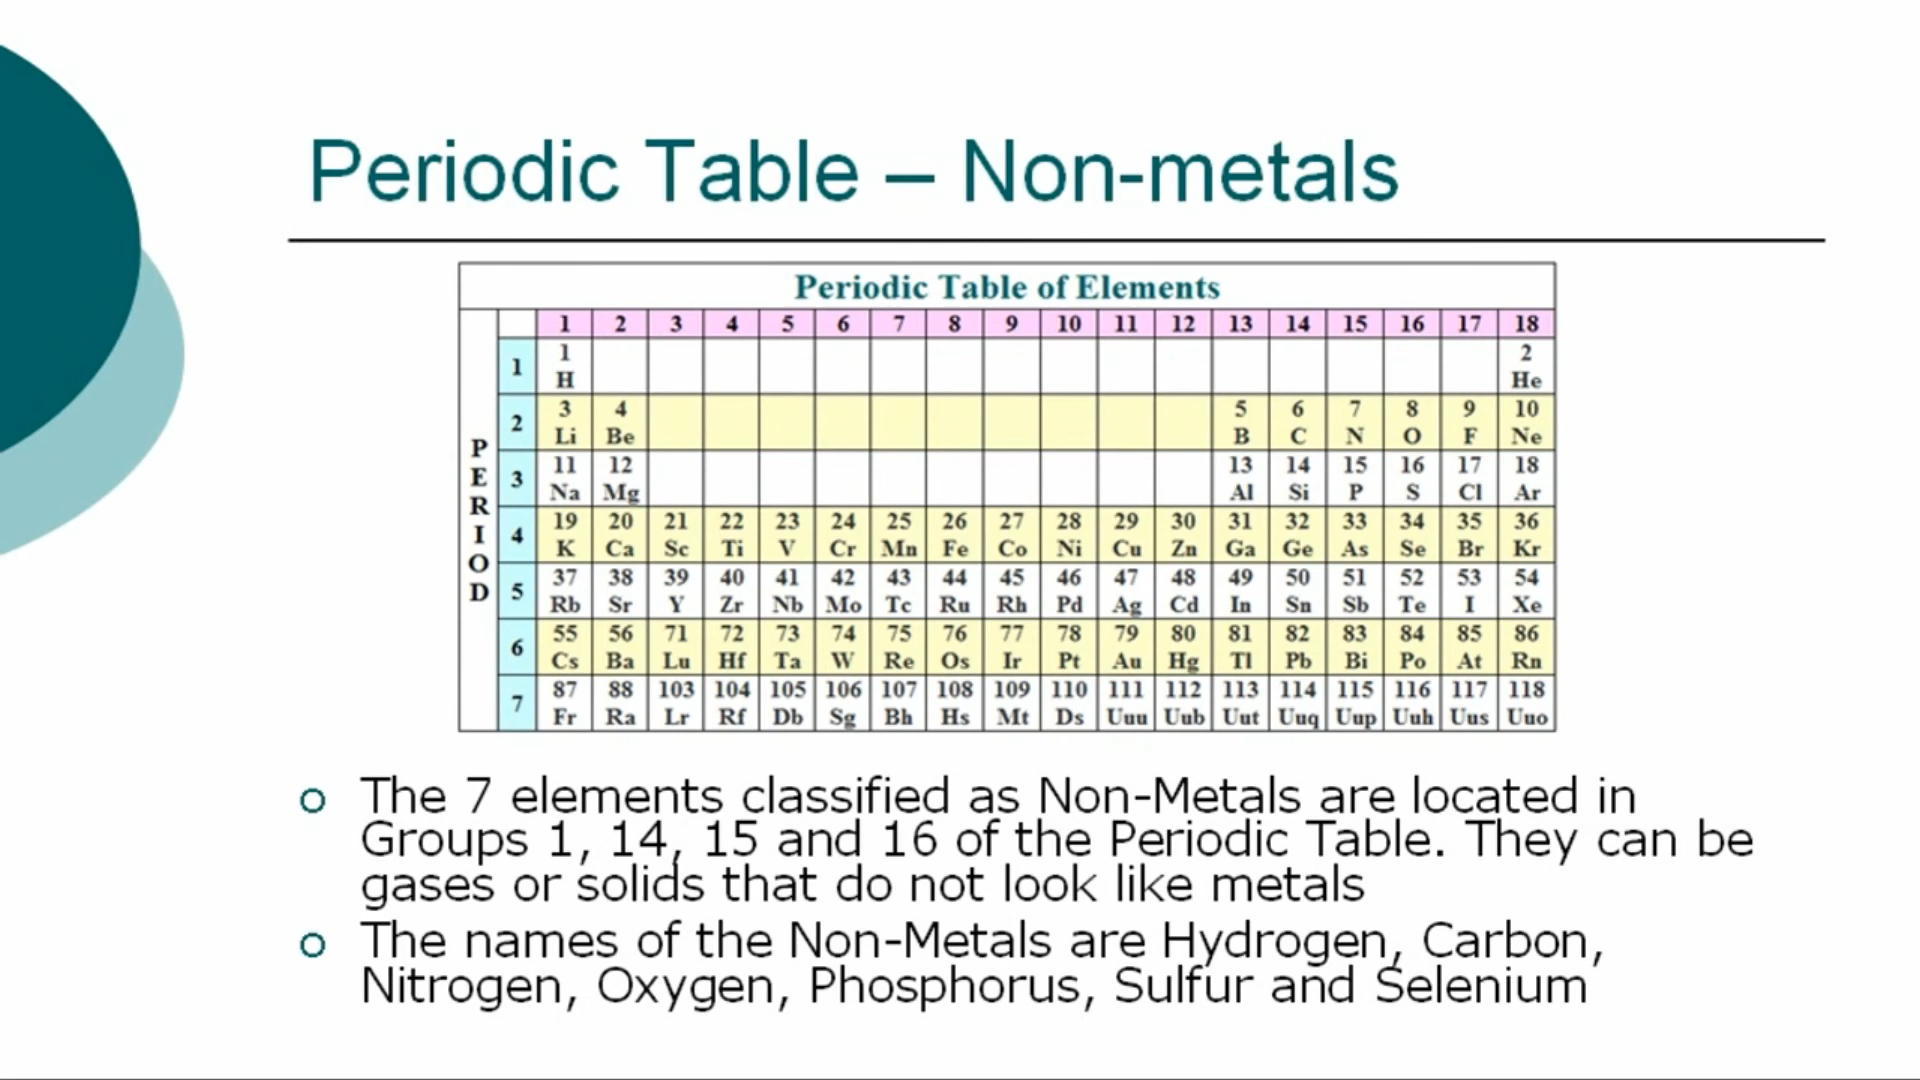 Periodic Table – Non-metals
Periodic Table of Elements
1 2 3 4 5 6 7 8 9 10 11 12 13 14 15 16 17 18
PERIOD
1
1 2
H He
2
3 4 5 6 7 8 9 10
Li Be B C N O F Ne
3
11 12 13 14 15 16 17 18
Na Mg Al Si P S Cl Ar
4
19 20 21 22 23 24 25 26 27 28 29 30 31 32 33 34 35 36
K Ca Sc Ti V Cr Mn Fe Co Ni Cu Zn Ga Ge As Se Br Kr
5
37 38 39 40 41 42 43 44 45 46 47 48 49 50 51 52 53 54
Rb Sr Y Zr Nb Mo Tc Ru Rh Pd Ag Cd In Sn Sb Te I Xe
6
55 56 71 72 73 74 75 76 77 78 79 80 81 82 83 84 85 86
Cs Ba Lu Hf Ta W Re Os Ir Pt Au Hg Tl Pb Bi Po At Rn
7
87 88 103 104 105 106 107 108 109 110 111 112 113 114 115 116 117 118
Fr Ra Lr Rf Db Sg Bh Hs Mt Ds Uuu Uub Uut Uuq Uup Uuh Uus Uuo
The 7 elements classified as Non-Metals are located in
Groups 1, 14, 15 and 16 of the Periodic Table. They can be
gases or solids that do not look like metals
The names of the Non-Metals are Hydrogen, Carbon,
Nitrogen, Oxygen, Phosphorus, Sulfur and Selenium